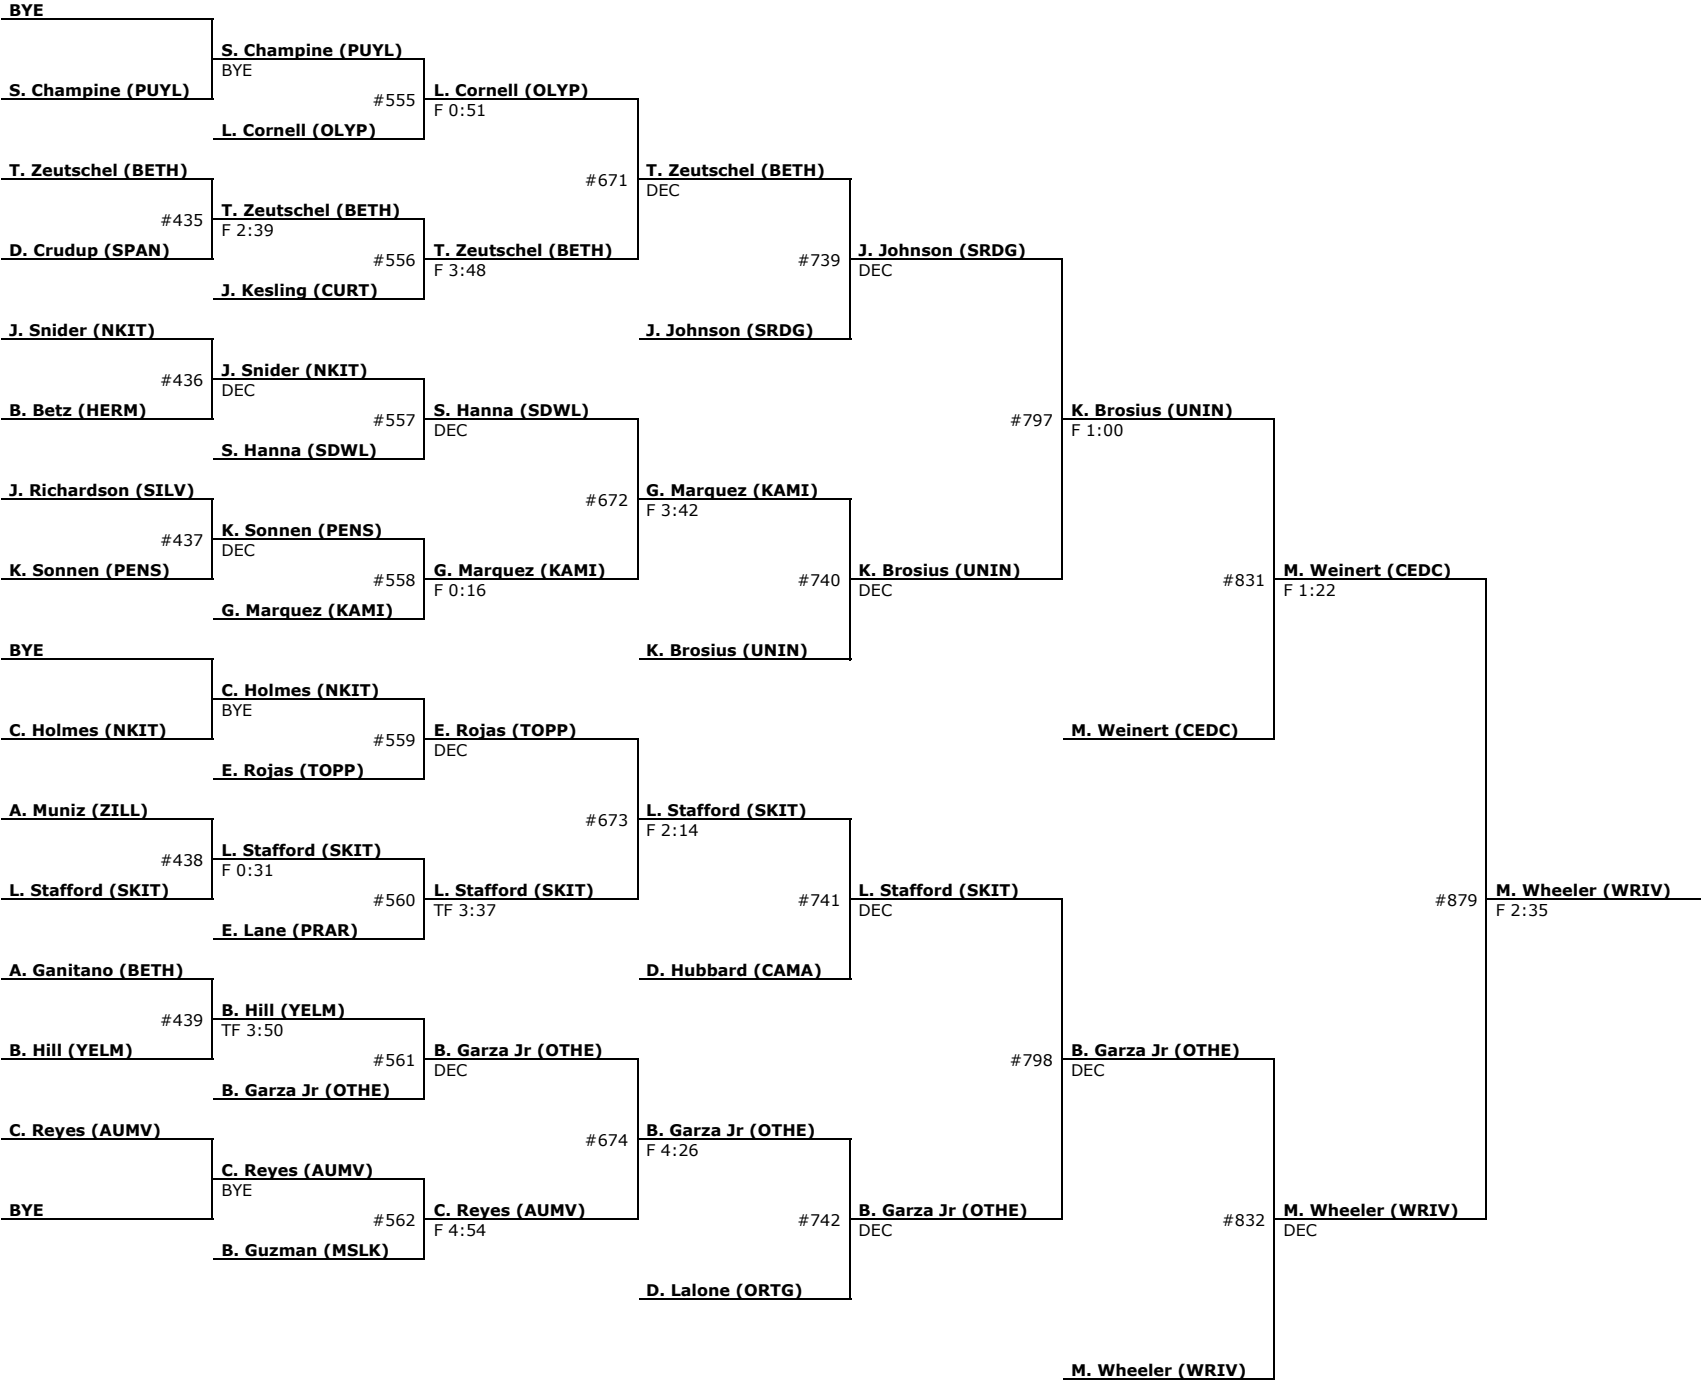 BYE
S. Champine (PUYL)
BYE
S. Champine (PUYL)
#555
L. Cornell (OLYP)
F 0:51
L. Cornell (OLYP)
T. Zeutschel (BETH)
#671
T. Zeutschel (BETH)
DEC
#435
T. Zeutschel (BETH)
F 2:39
D. Crudup (SPAN)
#556
T. Zeutschel (BETH)
F 3:48
#739
J. Johnson (SRDG)
DEC
J. Kesling (CURT)
J. Snider (NKIT)
J. Johnson (SRDG)
#436
J. Snider (NKIT)
DEC
B. Betz (HERM)
#557
S. Hanna (SDWL)
DEC
#797
K. Brosius (UNIN)
F 1:00
S. Hanna (SDWL)
J. Richardson (SILV)
#672
G. Marquez (KAMI)
F 3:42
#437
K. Sonnen (PENS)
DEC
K. Sonnen (PENS)
#558
G. Marquez (KAMI)
F 0:16
#740
K. Brosius (UNIN)
DEC
#831
M. Weinert (CEDC)
F 1:22
G. Marquez (KAMI)
BYE
K. Brosius (UNIN)
C. Holmes (NKIT)
BYE
C. Holmes (NKIT)
#559
E. Rojas (TOPP)
DEC
M. Weinert (CEDC)
E. Rojas (TOPP)
A. Muniz (ZILL)
#673
L. Stafford (SKIT)
F 2:14
#438
L. Stafford (SKIT)
F 0:31
L. Stafford (SKIT)
#560
L. Stafford (SKIT)
TF 3:37
#741
L. Stafford (SKIT)
DEC
#879
M. Wheeler (WRIV)
F 2:35
E. Lane (PRAR)
A. Ganitano (BETH)
D. Hubbard (CAMA)
#439
B. Hill (YELM)
TF 3:50
B. Hill (YELM)
#561
B. Garza Jr (OTHE)
DEC
#798
B. Garza Jr (OTHE)
DEC
B. Garza Jr (OTHE)
C. Reyes (AUMV)
#674
B. Garza Jr (OTHE)
F 4:26
C. Reyes (AUMV)
BYE
BYE
#562
C. Reyes (AUMV)
F 4:54
#742
B. Garza Jr (OTHE)
DEC
#832
M. Wheeler (WRIV)
DEC
B. Guzman (MSLK)
D. Lalone (ORTG)
M. Wheeler (WRIV)